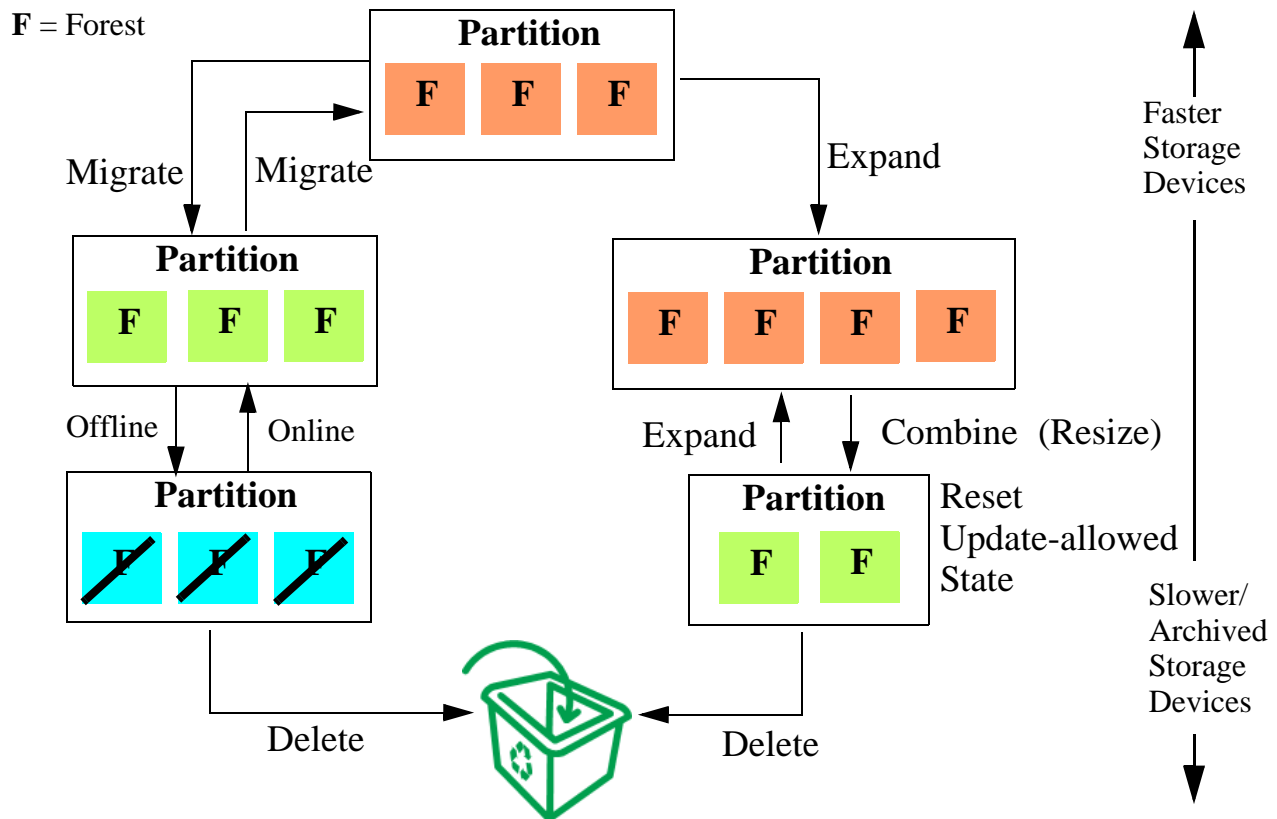 F = Forest
Partition
F F F
Faster
Storage
Devices
Migrate
Migrate
Expand
Partition
F F F
Partition
F F F F
Offline
Online
Expand
Combine (Resize)
Partition
F F F
Partition
F F
Reset
Update-allowed
State
Slower/
Archived
Storage
Devices
Delete
Delete